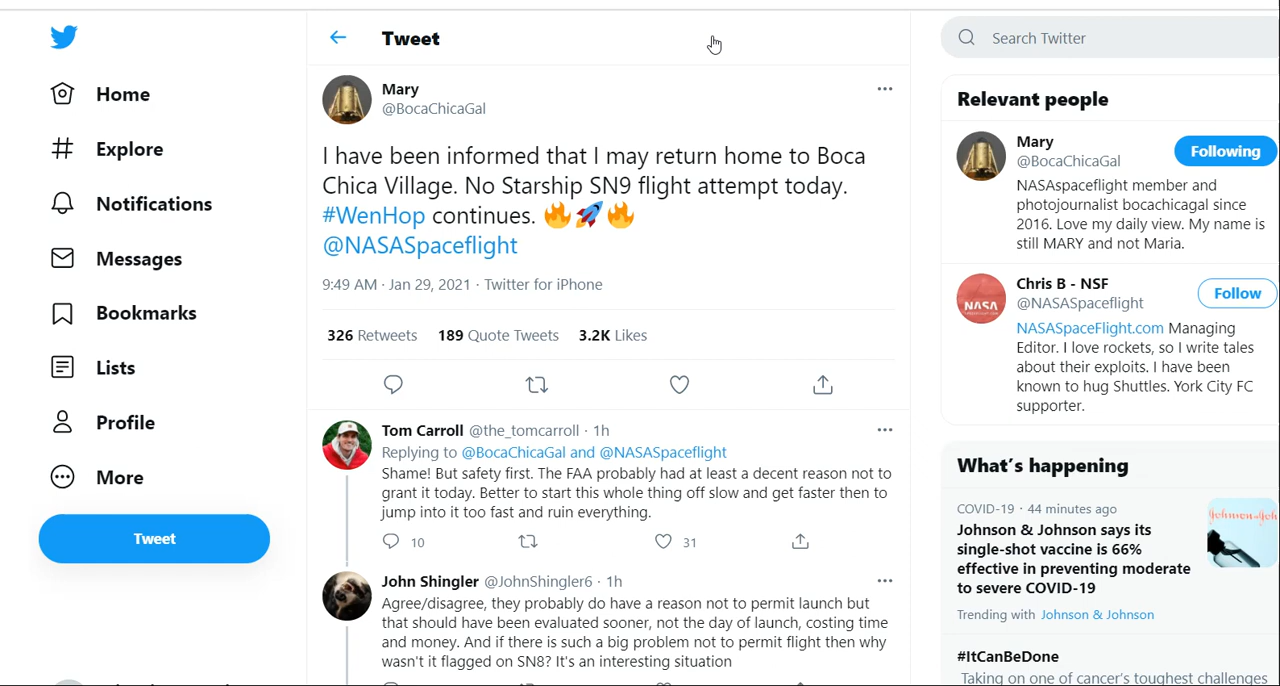 Tweet
Search Twitter
Home
Explore
Notifications
Messages
Bookmarks
Lists
Profile
More
Tweet
Mary
@BocaChicaGal
I have been informed that I may return home to Boca
Chica Village. No Starship SN9 flight attempt today.
#WenHop continues. 🔥🚀🔥
@NASASpaceflight
9:49 AM · Jan 29, 2021 · Twitter for iPhone
326 Retweets 189 Quote Tweets 3.2K Likes
Tom Carroll @the_tomcarroll · 1h
Replying to @BocaChicaGal and @NASASpaceflight
Shame! But safety first. The FAA probably had at least a decent reason not to
grant it today. Better to start this whole thing off slow and get faster then to
jump into it too fast and ruin everything.
10 31
John Shingler @JohnShingler6 · 1h
Agree/disagree, they probably do have a reason not to permit launch but
that should have been evaluated sooner, not the day of launch, costing time
and money. And if there is such a big problem not to permit flight then why
wasn't it flagged on SN8? It's an interesting situation
Relevant people
Mary
@BocaChicaGal
Following
NASAspaceflight member and
photojournalist bocachicagal since
2016. Love my daily view. My name is
still MARY and not Maria.
Chris B - NSF
@NASASpaceflight
Follow
NASA
NASASpaceFlight.com Managing
Editor. I love rockets, so I write tales
about their exploits. I have been
known to hug Shuttles. York City FC
supporter.
What's happening
COVID-19 · 44 minutes ago
Johnson & Johnson says its
single-shot vaccine is 66%
effective in preventing moderate
to severe COVID-19
Trending with Johnson & Johnson
#ItCanBeDone
Taking on one of cancer's toughest challenges